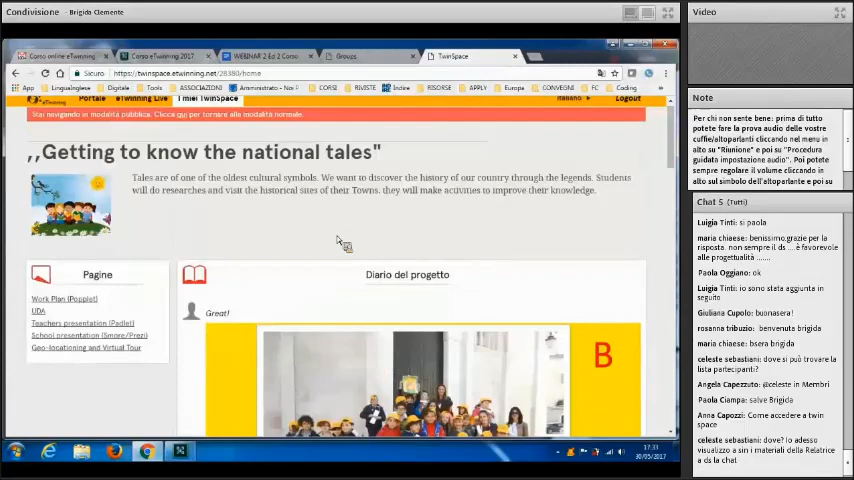 Condivisione - Brigida Clemente
Corso online eTwinning
Corso eTwinning 2017
WEBINAR 2 Ed 2 Corso
Groups
TwinSpace
Sicuro https://twinspace.etwinning.net/28380/home
App LinguaInglese Digitale Tools ASSOCIAZIONI Amministrato - Noi P CORSI RIVISTE Indire RISORSE APPLY Europa CONVEGNI FC Coding
eTwinning Portale eTwinning Live I miei TwinSpace Italiano Logout
Stai navigando in modalità pubblica. Clicca qui per tornare alla modalità normale.
,,Getting to know the national tales"
Tales are of one of the oldest cultural symbols. We want to discover the history of our country through the legends. Students
will do researches and visit the historical sites of their Towns. they will make activities to improve their knowledge.
Pagine
Work Plan (Popplet)
UDA
Teachers presentation (Padlet)
School presentation (Smore/Prezi)
Geo-locationing and Virtual Tour
Diario del progetto
Great!
B
17:33
30/05/2017
Video
Note
Per chi non sente bene: prima di tutto
potete fare la prova audio delle vostre
cuffie/altoparlanti cliccando nel menu in
alto su "Riunione" e poi su "Procedura
guidata impostazione audio". Poi potete
sempre regolare il volume cliccando in
alto sul simbolo dell'altoparlante e poi su
Chat 5 (Tutti)
Luigia Tinti: si paola
maria chiaese: benissimo.grazie per la
risposta. non sempre il ds ....é favorevole
alle progettualità .......
Paola Oggiano: ok
Luigia Tinti: io sono stata aggiunta in
seguito
Giuliana Cupolo: buonasera!
rosanna tribuzio: benvenuta brigida
maria chiaese: bsera brigida
celeste sebastiani: dove si può trovare la
lista partecipanti?
Angela Capezzuto: @celeste in Membri
Paola Ciampa: salve Brigida
Anna Capozzi: Come accedere a twin
space
celeste sebastiani: dove? Io adesso
visualizzo a sin i materiali della Relatrice
a ds la chat